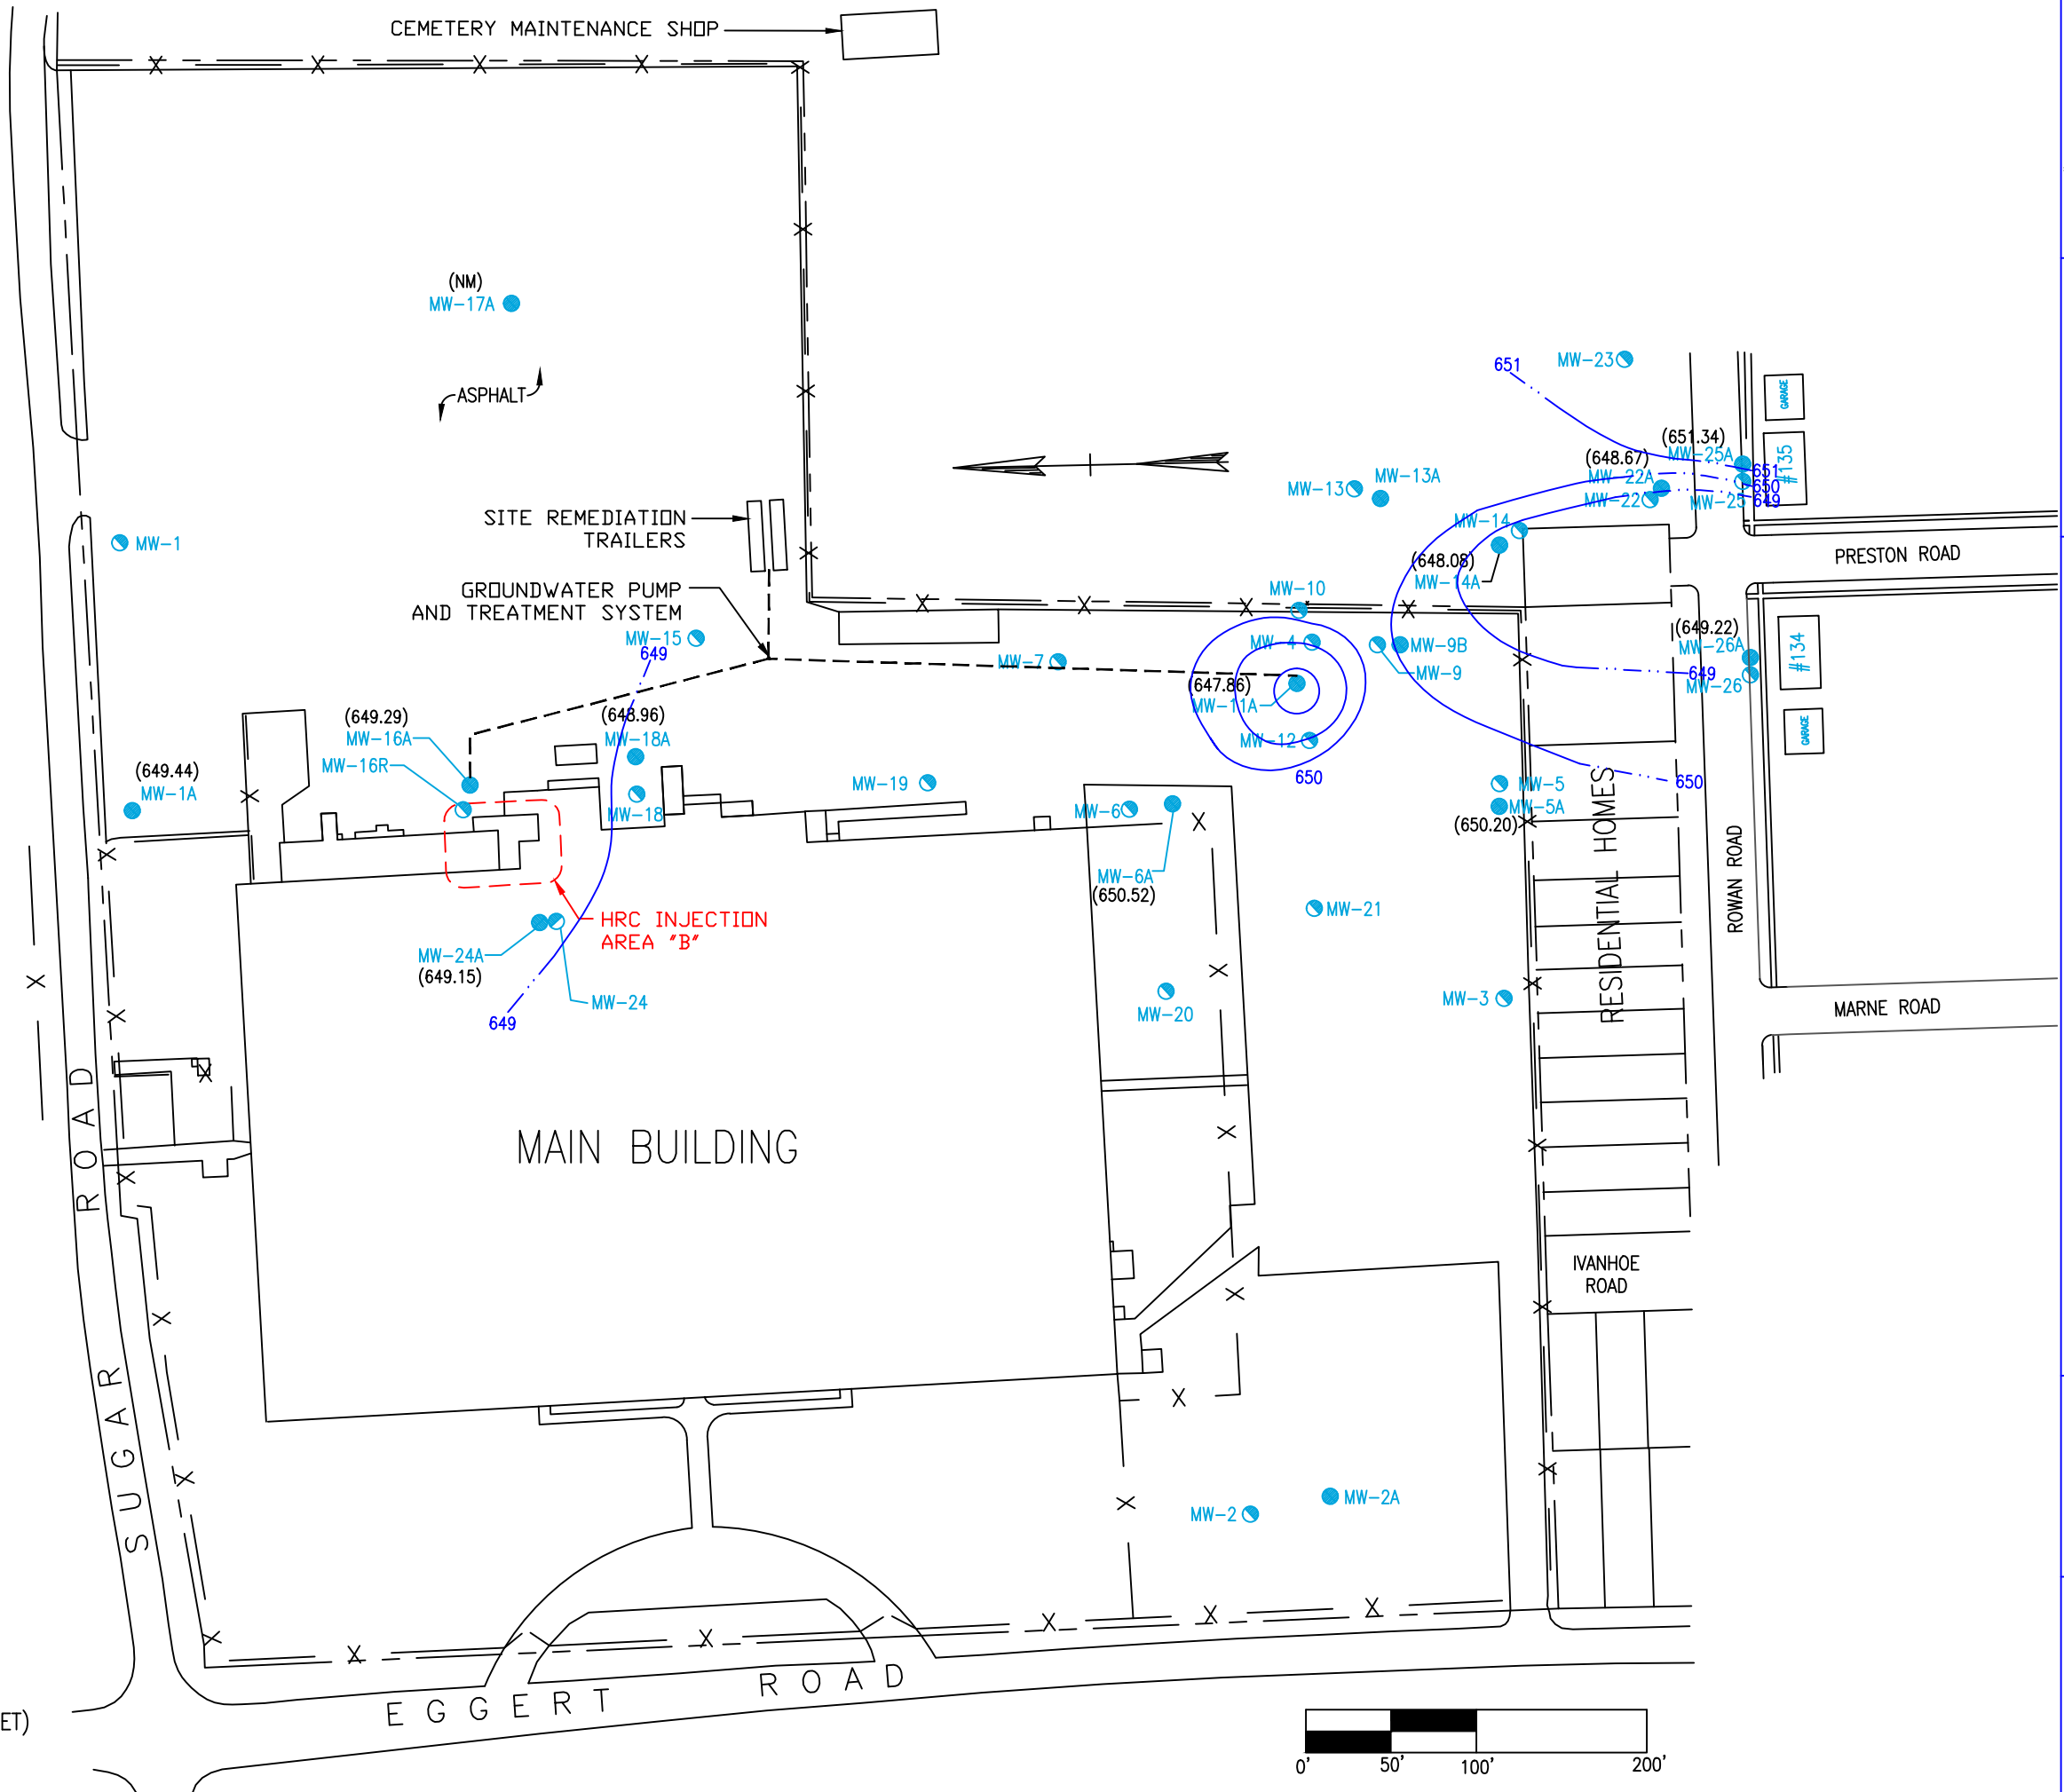 CEMETERY MAINTENANCE SHOP
(NM)
MW-17A
ASPHALT
651
MW-23
GARAGE
(651.34)
MW-25A
(648.67)
MW-22A
651
650
649
#135
MW-13
MW-13A
MW-22
MW-25
SITE REMEDIATION
TRAILERS
MW-14
MW-1
(648.08)
MW-14A
PRESTON ROAD
GROUNDWATER PUMP
AND TREATMENT SYSTEM
MW-10
MW-15
649
MW-4
MW-7
MW-9B
MW-9
(649.22)
MW-26A
649
MW-26
#134
(647.86)
MW-11A
(649.29)
MW-16A
(648.96)
MW-18A
MW-12
GARAGE
MW-16R
(649.44)
MW-1A
650
650
MW-19
MW-5
MW-18
MW-6
MW-5A
(650.20)
MW-6A
(650.52)
RESIDENTIAL HOMES
ROWAN ROAD
HRC INJECTION
AREA "B"
MW-21
MW-24A
(649.15)
MW-24
649
MW-20
MW-3
MARNE ROAD
MAIN BUILDING
SUGAR ROAD
IVANHOE
ROAD
MW-2
MW-2A
EGGERT ROAD
ET)
0' 50' 100' 200'